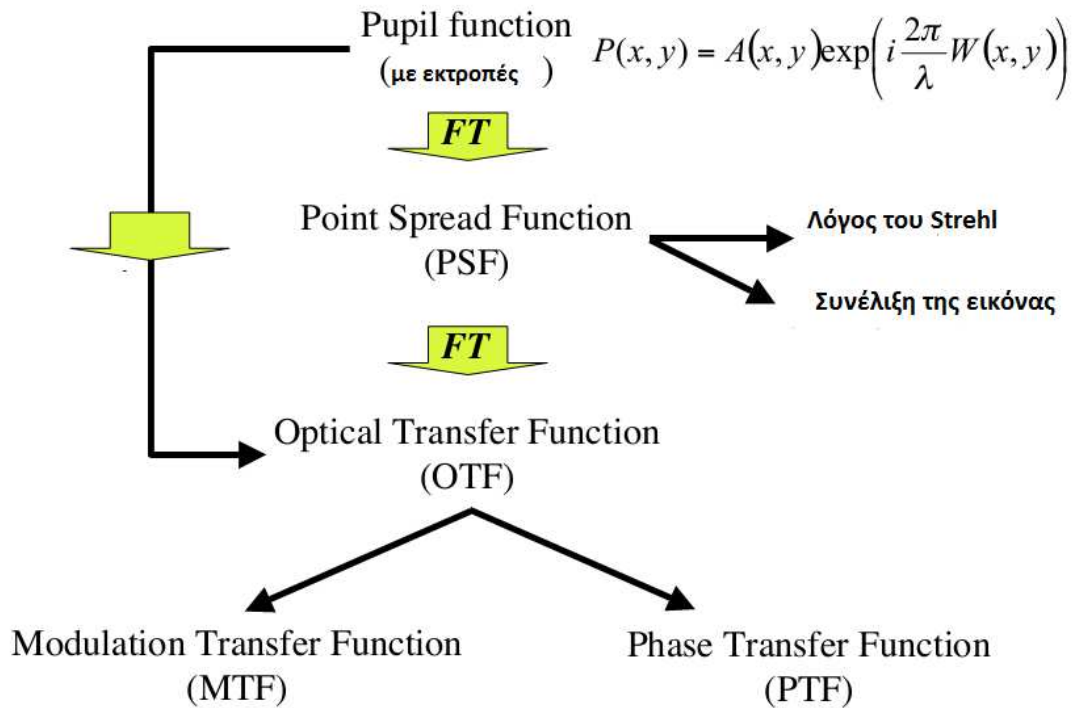 Pupil function
(με εκτροπές )
P(x, y) = A(x, y)exp(i 2π/λ W(x, y))
FT
Point Spread Function
(PSF)
Λόγος του Strehl
Συνέλιξη της εικόνας
FT
Optical Transfer Function
(OTF)
Modulation Transfer Function
(MTF)
Phase Transfer Function
(PTF)